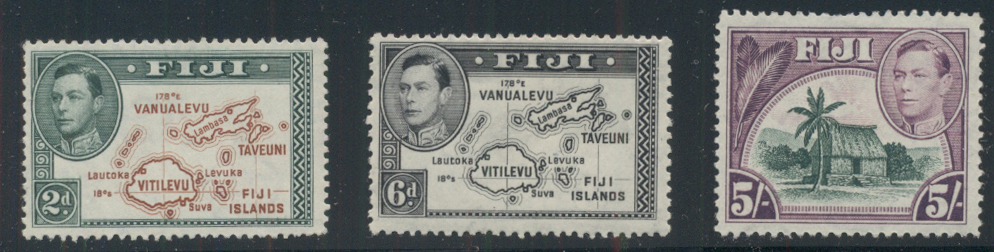 · FIJI ·
178°E
VANUALEVU
Lambasa
TAVEUNI
Lautoka
Levuka
VITILEVU
18°S
FIJI
Suva
ISLANDS
2d.
· FIJI ·
178°E
VANUALEVU
Lambasa
TAVEUNI
Lautoka
Levuka
VITILEVU
18°S
FIJI
Suva
ISLANDS
6d.
FIJI
5/-
5/-